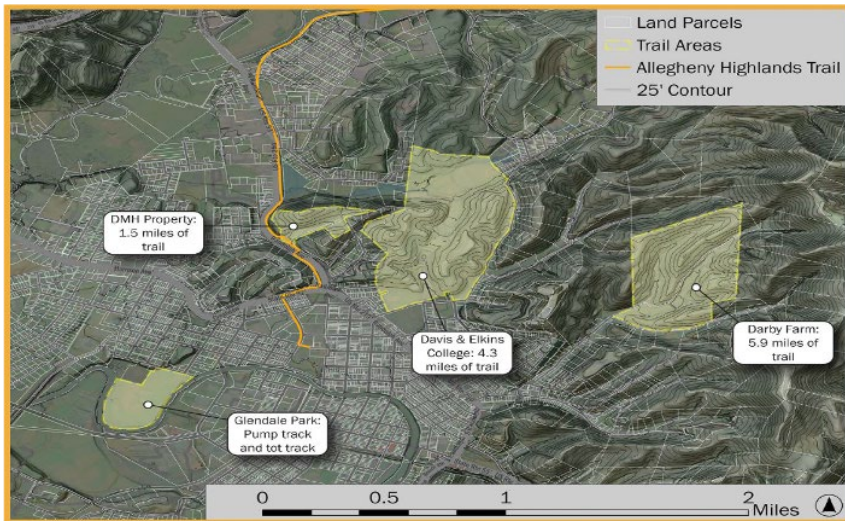 Land Parcels
Trail Areas
Allegheny Highlands Trail
25' Contour
DMH Property:
1.5 miles of
trail
Davis & Elkins
College: 4.3
miles of trail
Darby Farm:
5.9 miles of
trail
Glendale Park:
Pump track
and tot track
0 0.5 1 2
Miles